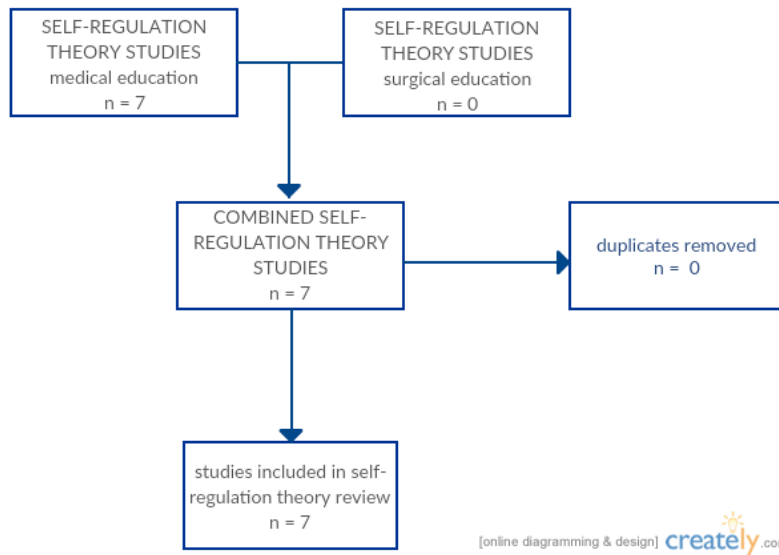 SELF-REGULATION
THEORY STUDIES
medical education
n = 7
SELF-REGULATION
THEORY STUDIES
surgical education
n = 0
COMBINED SELF-
REGULATION THEORY
STUDIES
n = 7
duplicates removed
n = 0
studies included in self-
regulation theory review
n = 7
[online diagramming & design] creately.co